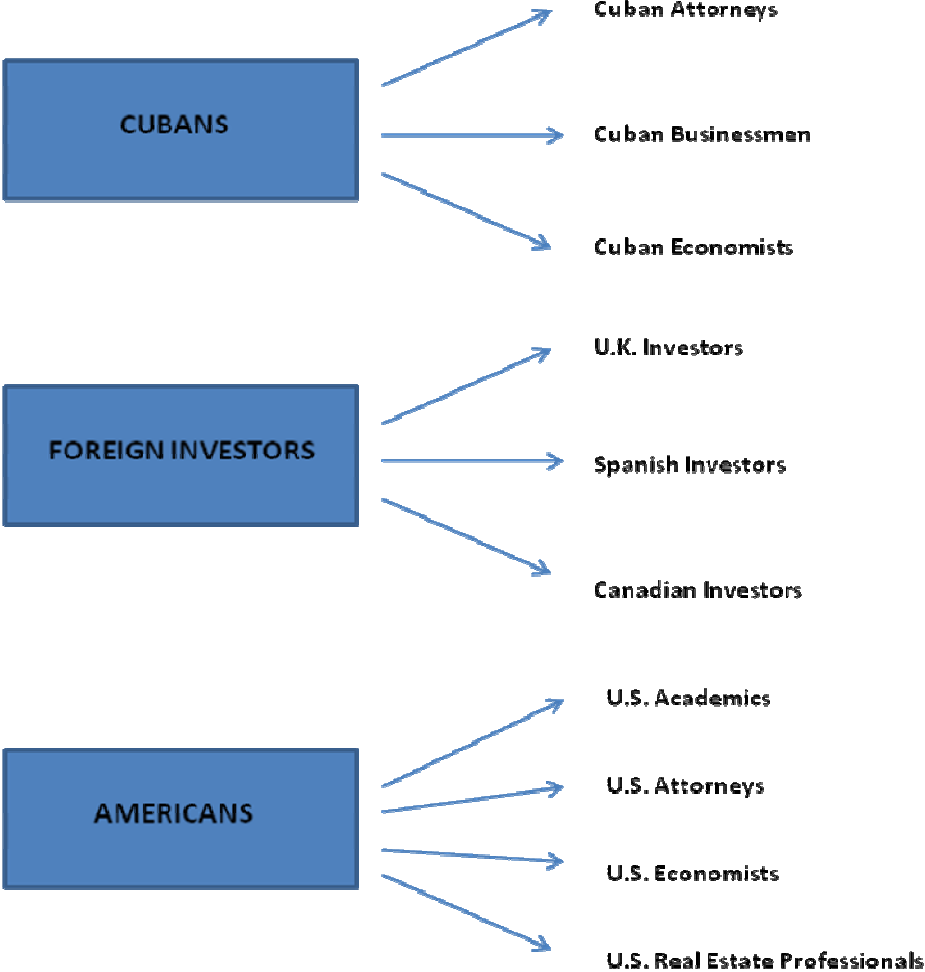 Cuban Attorneys
CUBANS
Cuban Businessmen
Cuban Economists
U.K. Investors
FOREIGN INVESTORS
Spanish Investors
Canadian Investors
U.S. Academics
U.S. Attorneys
AMERICANS
U.S. Economists
U.S. Real Estate Professionals